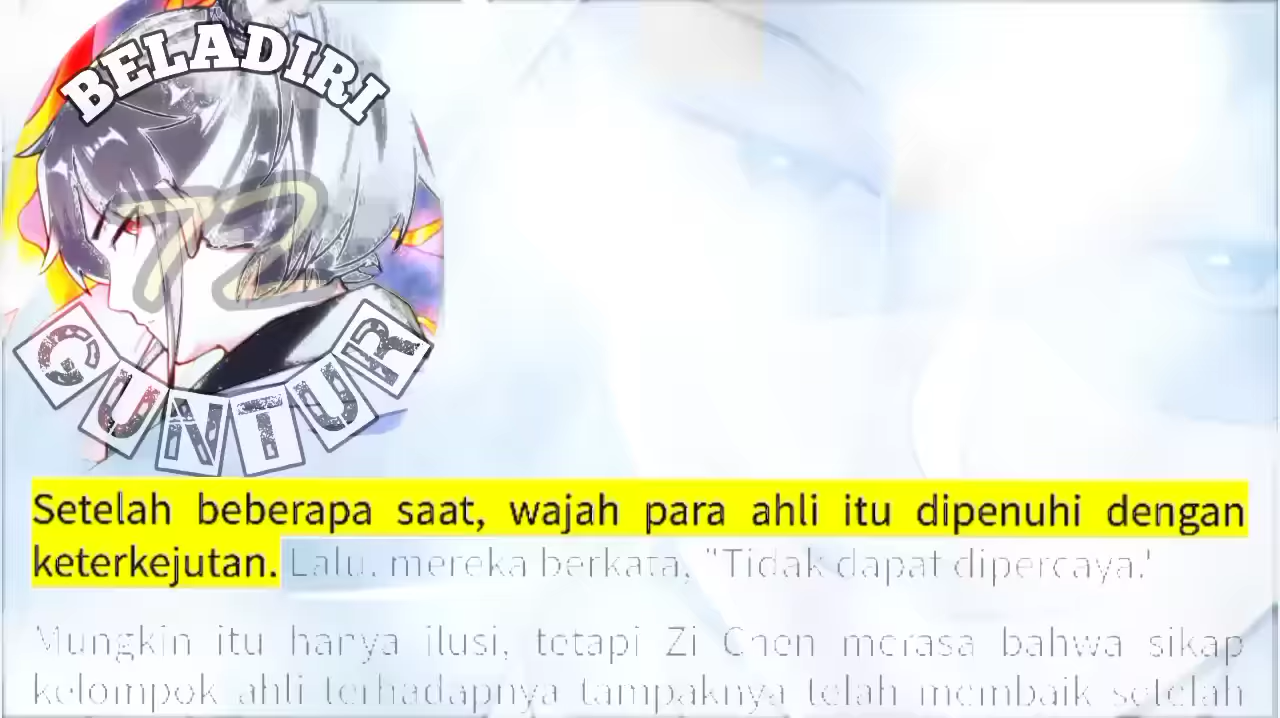 BELADIRI
72
GUNTUR
Setelah beberapa saat, wajah para ahli itu dipenuhi dengan
keterkejutan. Lalu, mereka berkata, "Tidak dapat dipercaya."
Mungkin itu hanya ilusi, tetapi Zi Chen merasa bahwa sikap
kelompok ahli terhadapnya tampaknya telah membaik setelah